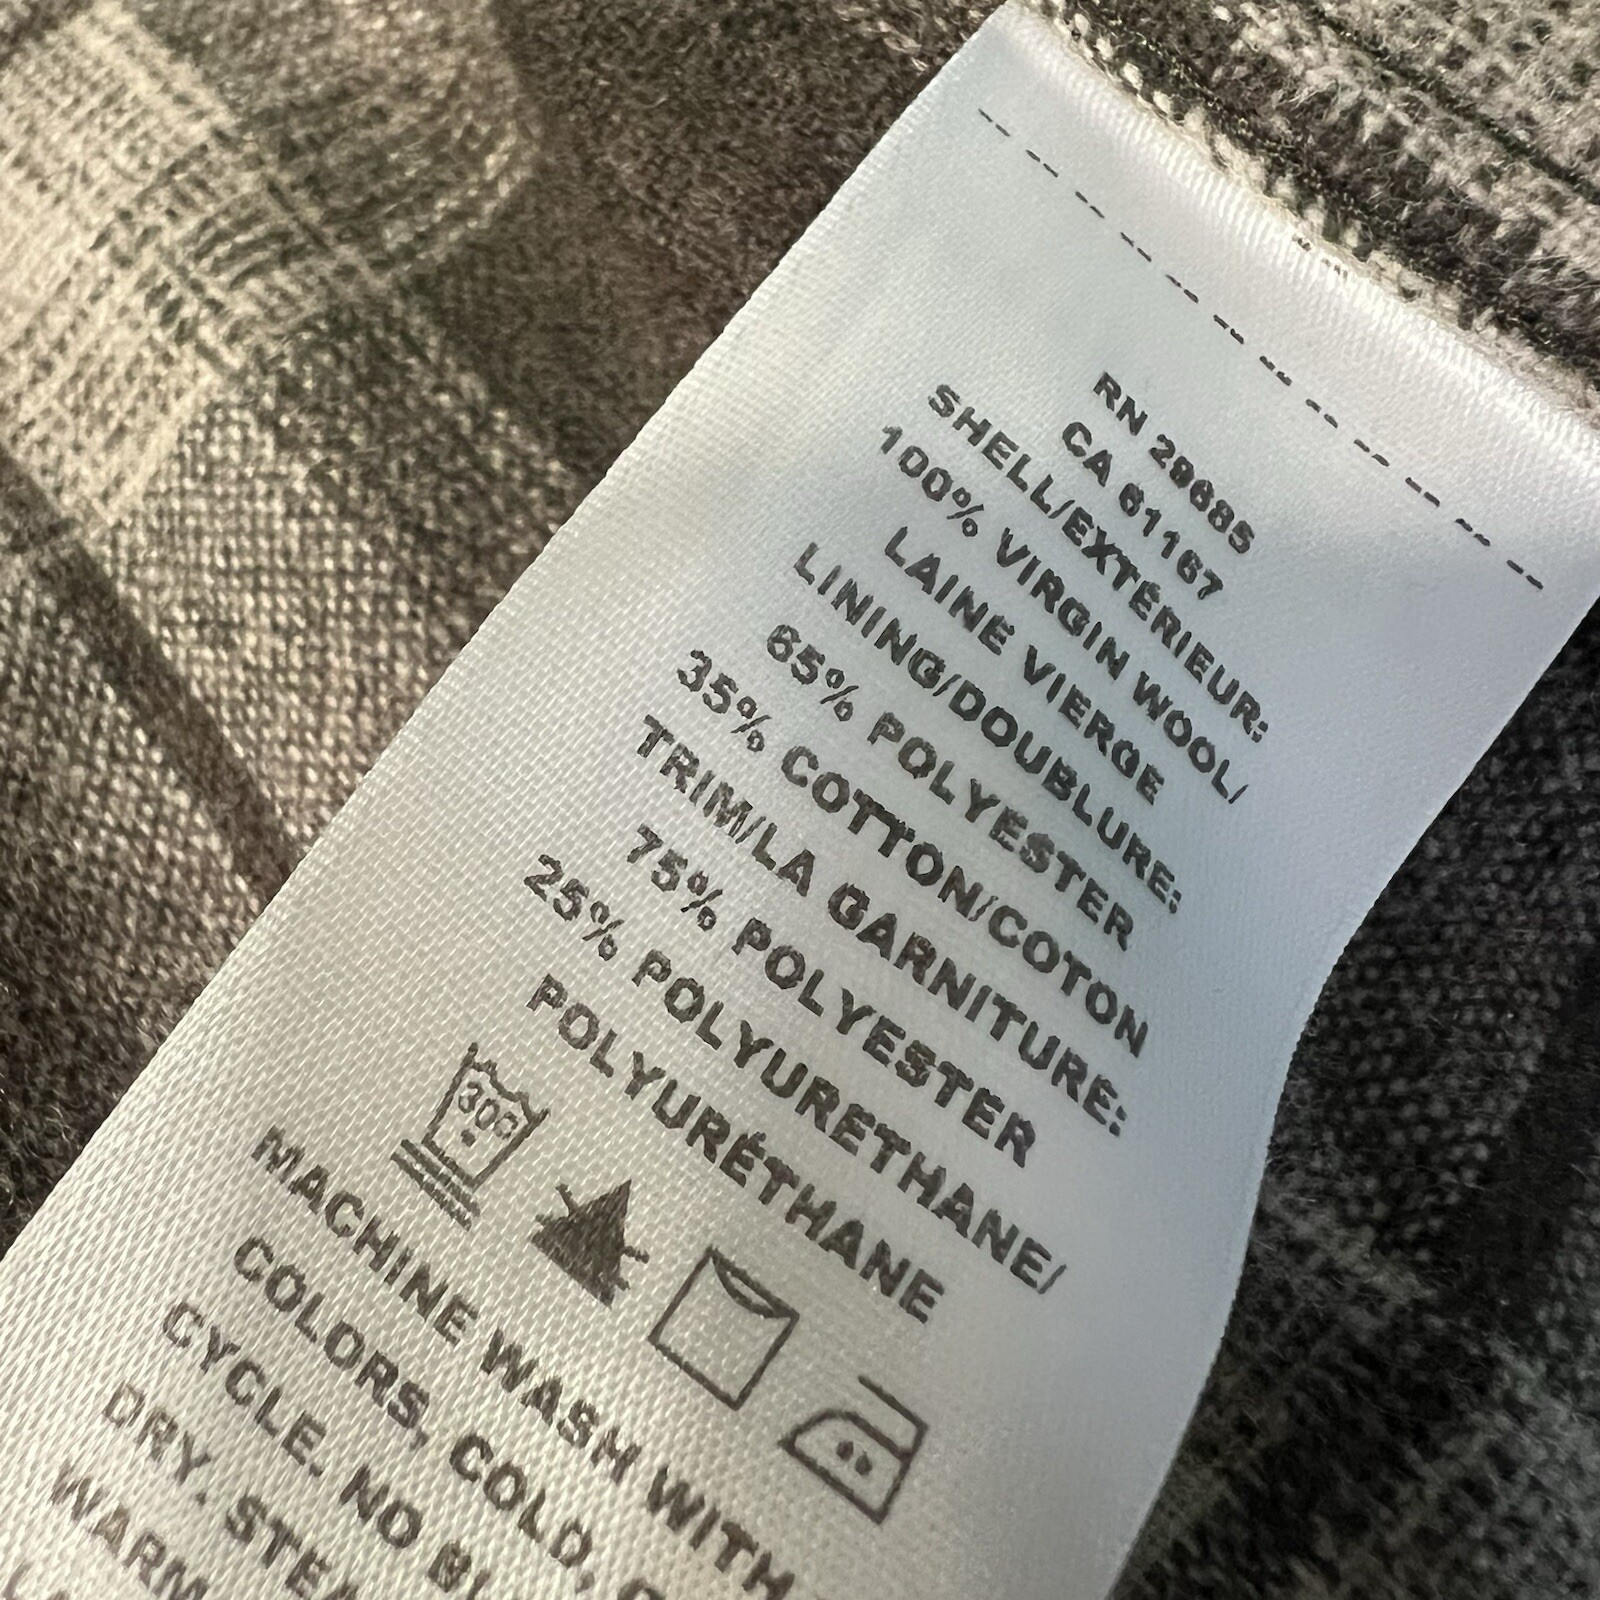 RN 29685
CA 61167
SHELL/EXTÉRIEUR:
100% VIRGIN WOOL/
LAINE VIERGE
LINING/DOUBLURE:
65% POLYESTER
35% COTTON/COTON
TRIM/LA GARNITURE:
75% POLYESTER
25% POLYURETHANE/
POLYURÉTHANE
300
MACHINE WASH WITH
COLORS, COLD,
CYCLE. NO
DRY.
WARM